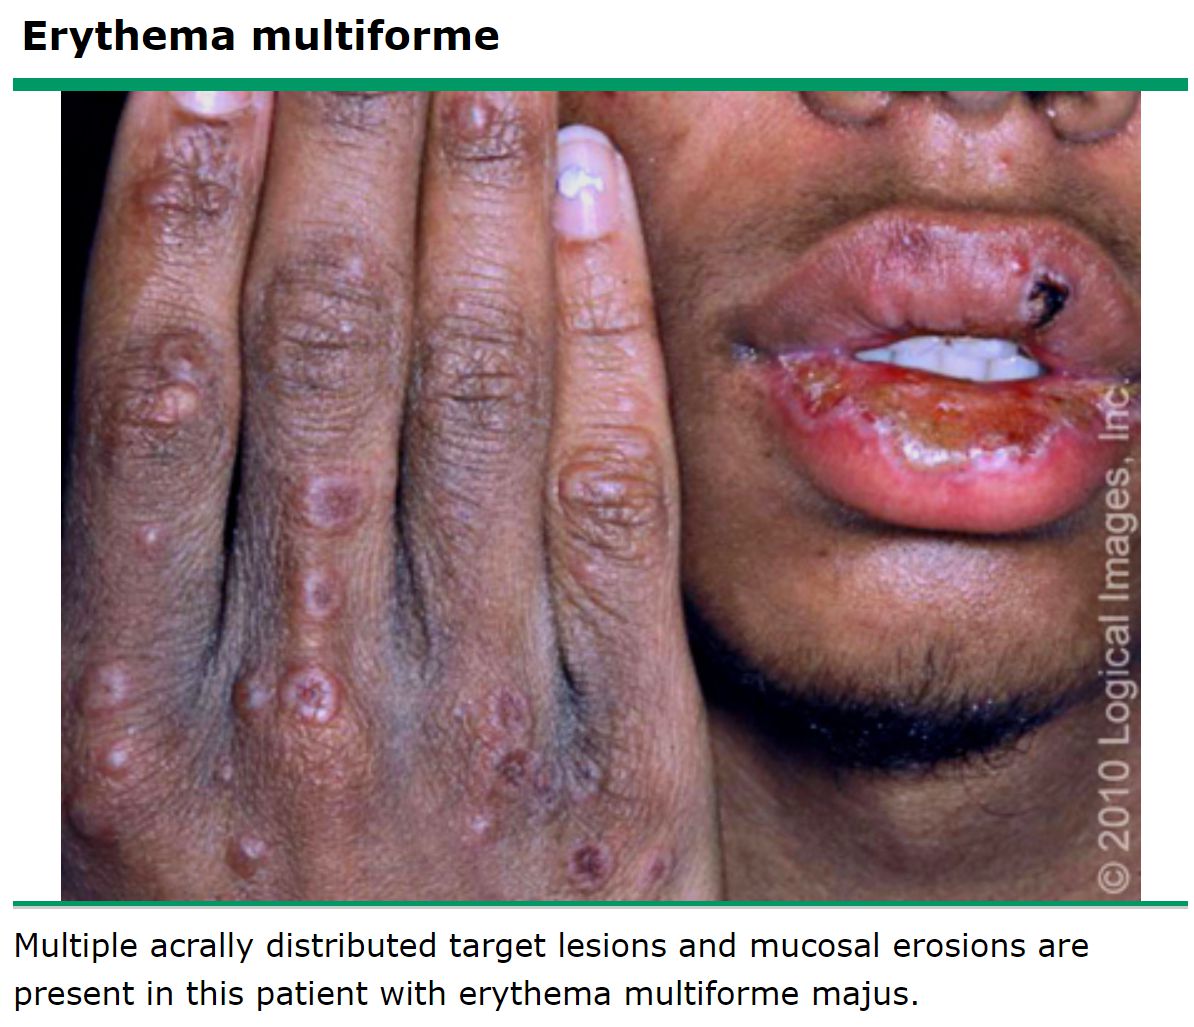 Erythema multiforme
© 2010 Logical Images, Inc
Multiple acrally distributed target lesions and mucosal erosions are
present in this patient with erythema multiforme majus.